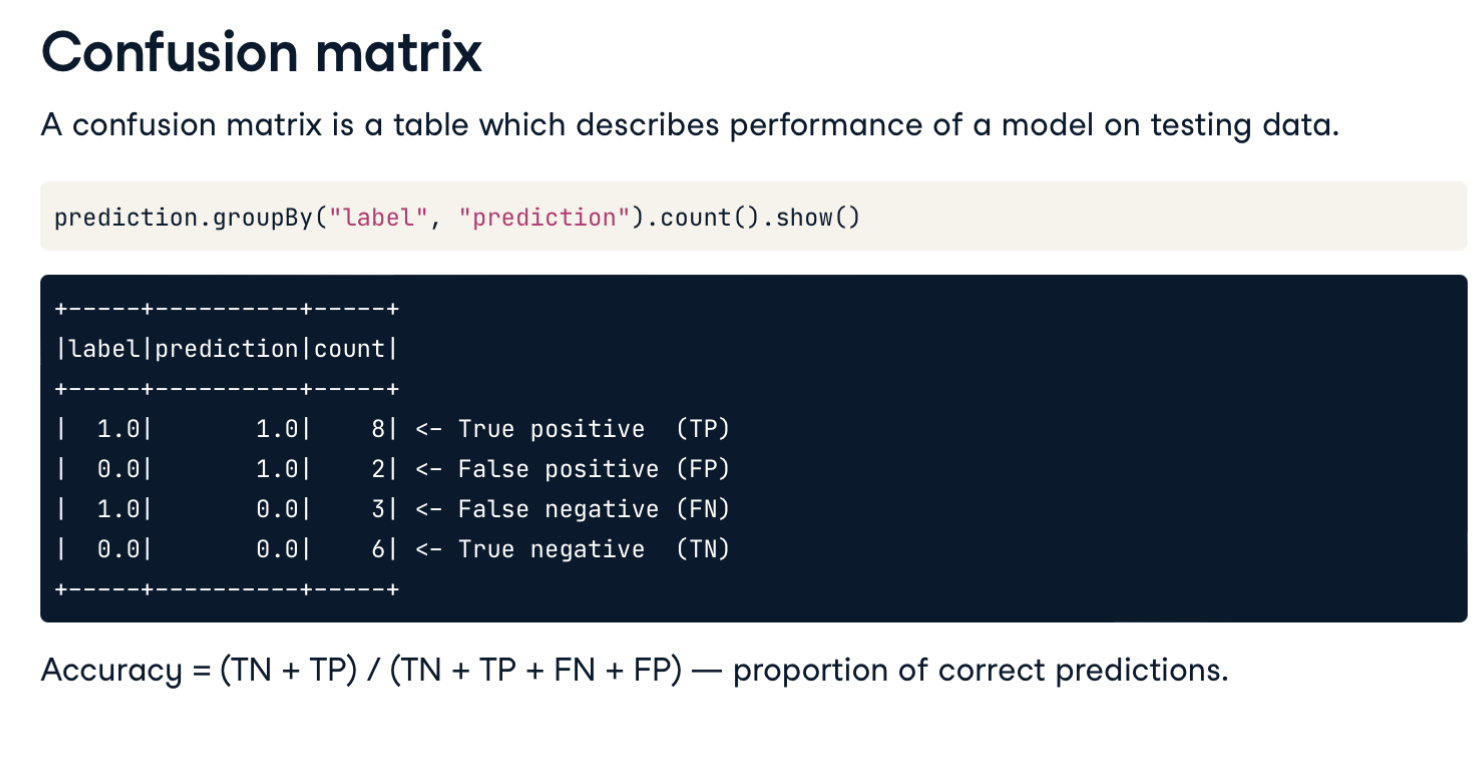 Confusion matrix
A confusion matrix is a table which describes performance of a model on testing data.
prediction.groupBy("label", "prediction").count().show()
+-----+----------+-----+
|label|prediction|count|
+-----+----------+-----+
|  1.0|       1.0|    8| <- True positive  (TP)
|  0.0|       1.0|    2| <- False positive (FP)
|  1.0|       0.0|    3| <- False negative (FN)
|  0.0|       0.0|    6| <- True negative  (TN)
+-----+----------+-----+
Accuracy = (TN + TP) / (TN + TP + FN + FP) — proportion of correct predictions.